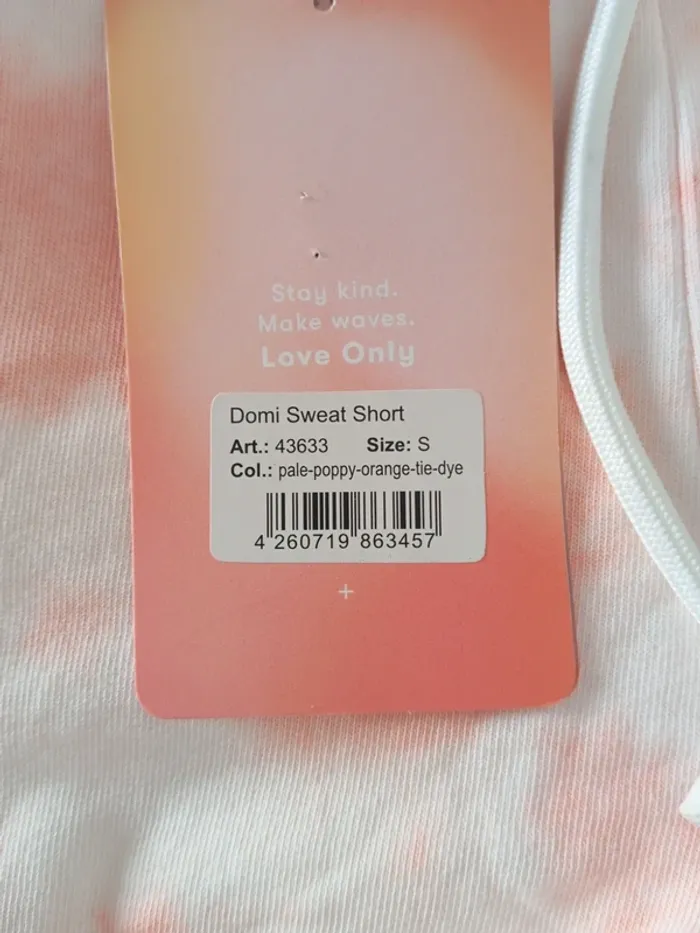 Stay kind.
Make waves.
Love Only
Domi Sweat Short
Art.: 43633 Size: S
Col.: pale-poppy-orange-tie-dye
4 260719 863457
+